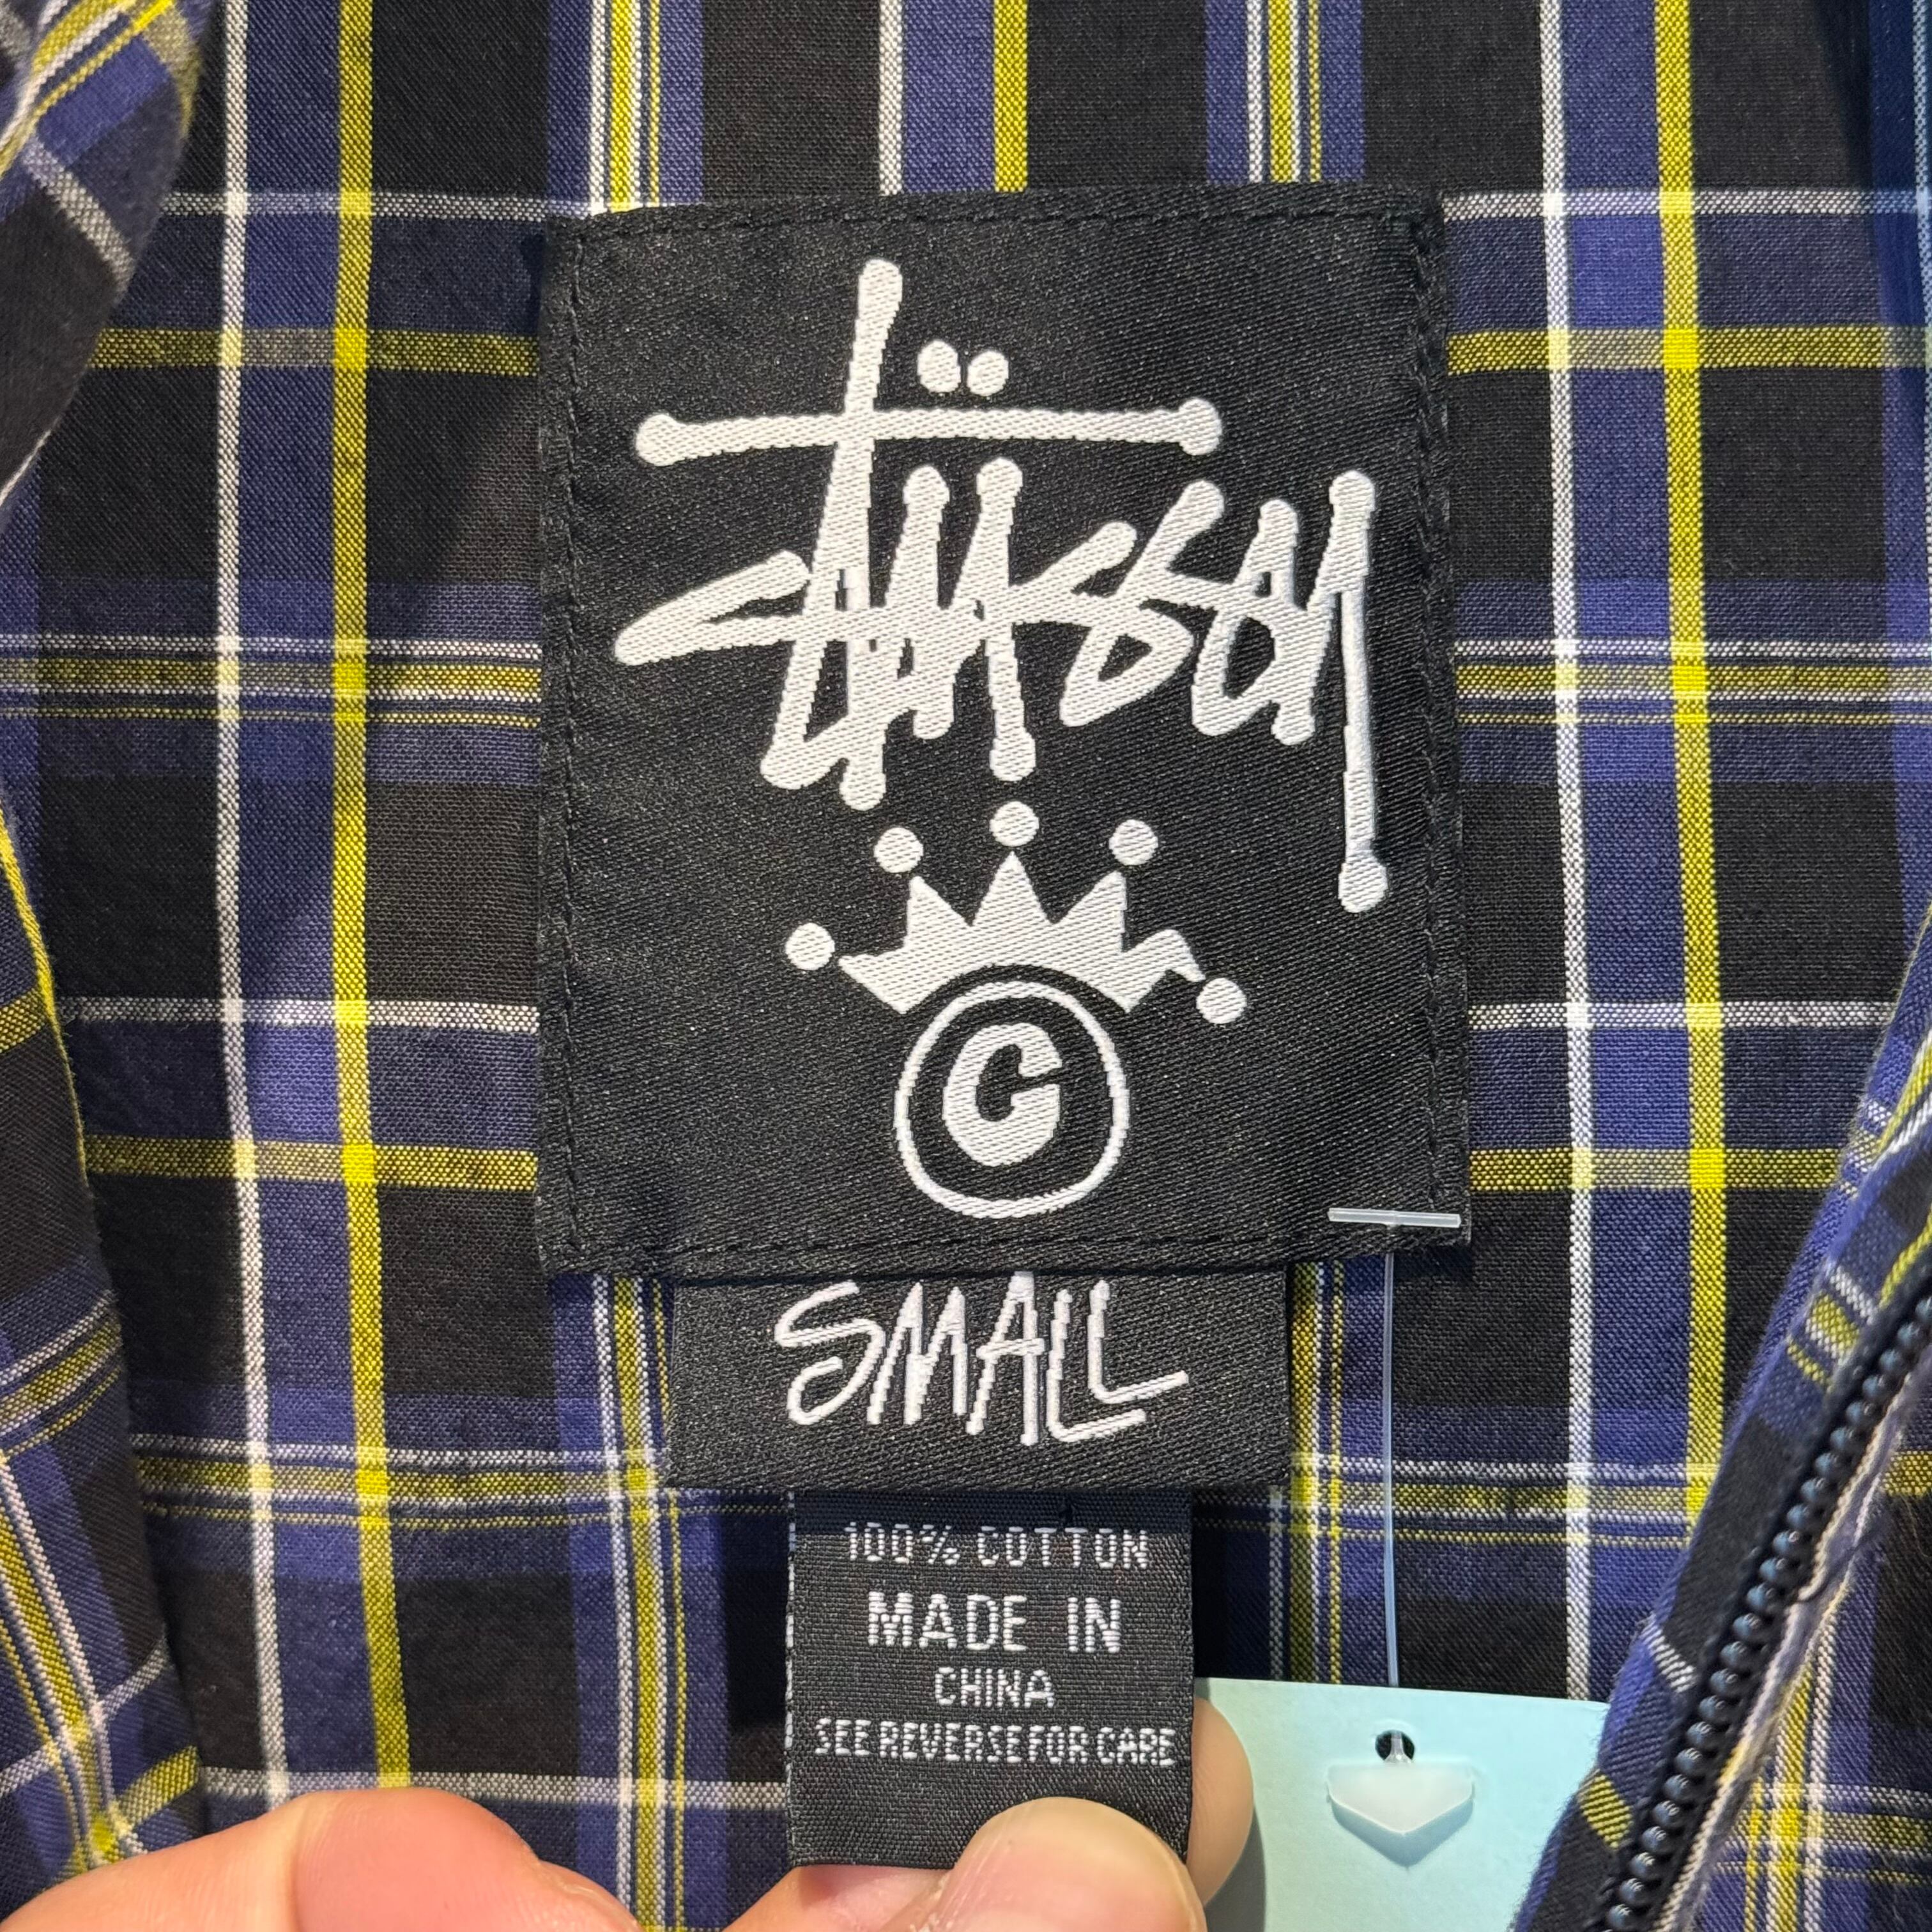 Stüssy
C
SMALL
100% COTTON
MADE IN
CHINA
SEE REVERSE FOR CARE